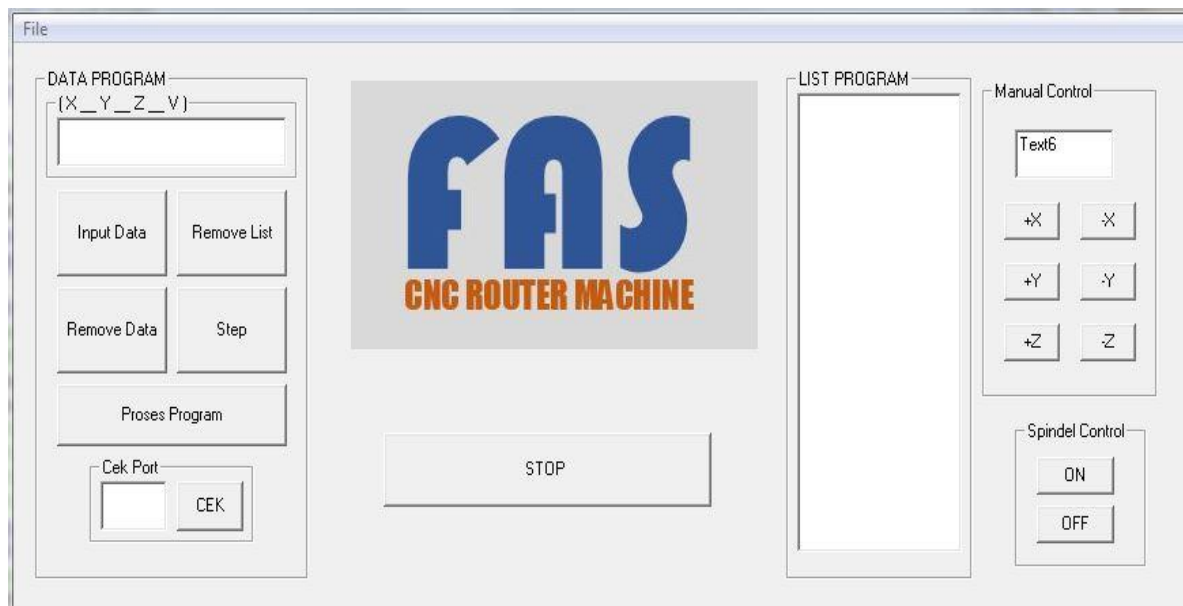 File
DATA PROGRAM
(X__Y__Z__V)
Input Data
Remove List
Remove Data
Step
Proses Program
Cek Port
CEK
FAS
CNC ROUTER MACHINE
STOP
LIST PROGRAM
Manual Control
Text6
+X
-X
+Y
-Y
+Z
-Z
Spindel Control
ON
OFF